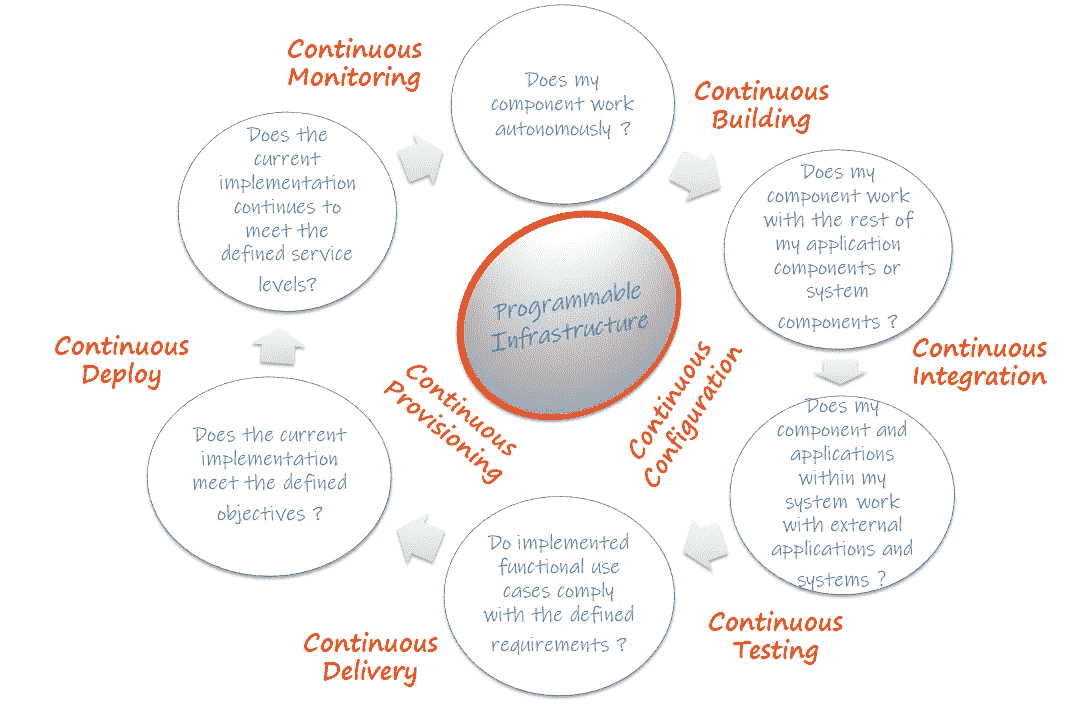 Continuous
Monitoring
Does my
component work
autonomously ?
Continuous
Building
Does the
current
implementation
continues to
meet the
defined service
levels?
Does my
component work
with the rest of
my application
components or
system
components ?
Programmable
Infrastructure
Continuous
Deploy
Continuous
Provisioning
Continuous
Configuration
Continuous
Integration
Does the current
implementation
meet the defined
objectives ?
Does my
component and
applications
within my
system work
with external
applications and
systems ?
Do implemented
functional use
cases comply
with the defined
requirements ?
Continuous
Delivery
Continuous
Testing